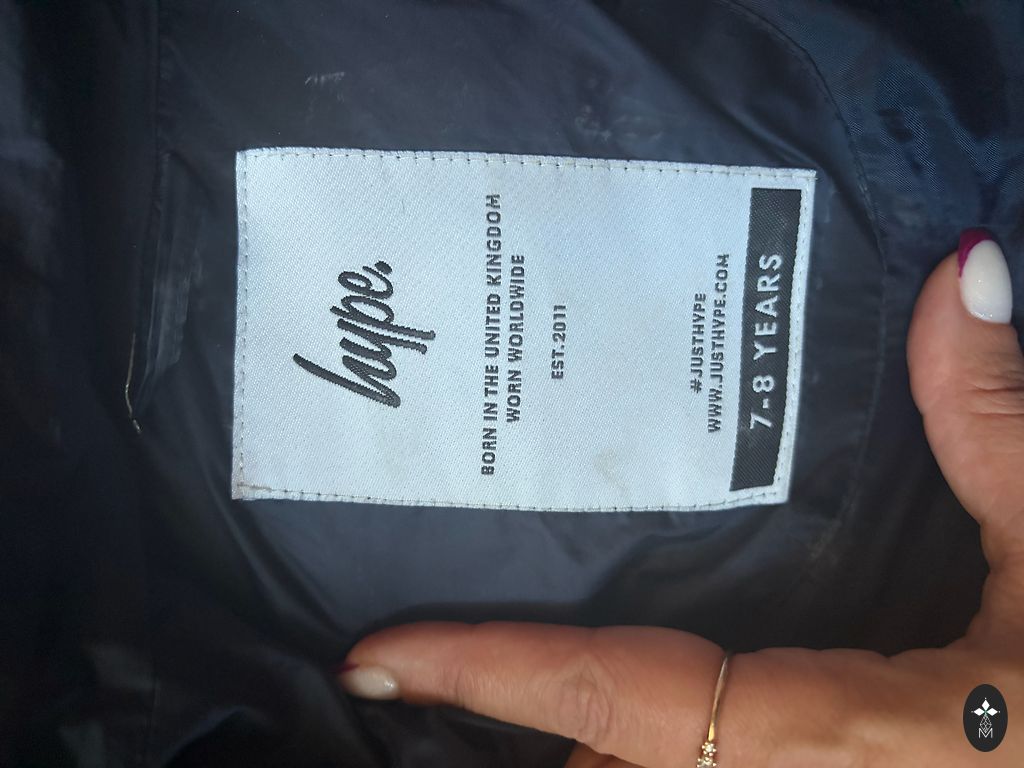 hype.
BORN IN THE UNITED KINGDOM
WORN WORLDWIDE
EST.2011
#JUSTHYPE
WWW.JUSTHYPE.COM
7-8 YEARS
M